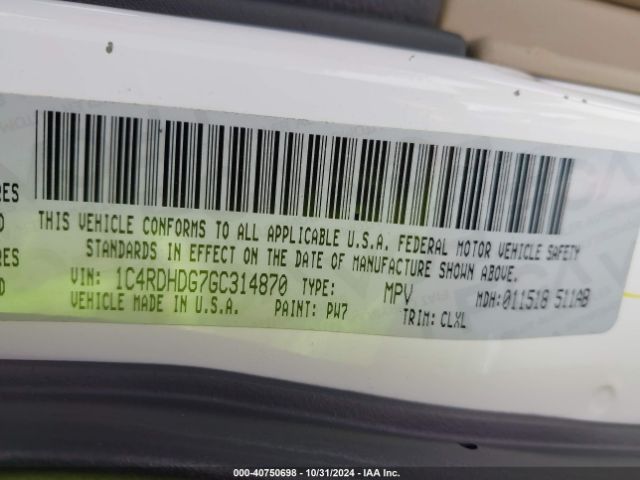 RES
THIS VEHICLE CONFORMS TO ALL APPLICABLE U.S.A. FEDERAL MOTOR VEHICLE SAFETY
STANDARDS IN EFFECT ON THE DATE OF MANUFACTURE SHOWN ABOVE.
VIN: 1C4RDHDG7GC314870 TYPE: MPV MDH:011518 511AB
VEHICLE MADE IN U.S.A. PAINT: PW7 TRIM: CLXL
000-40750698 - 10/31/2024 - IAA Inc.